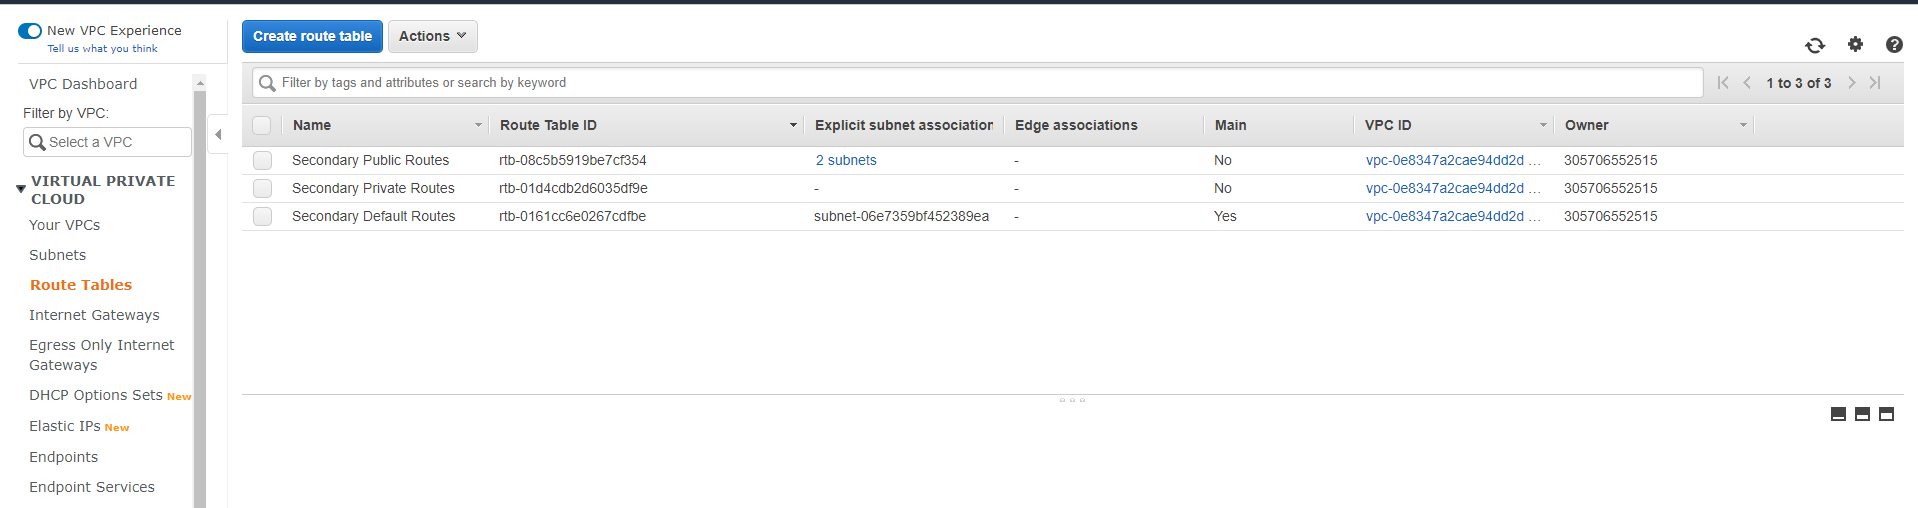 New VPC Experience
Tell us what you think
VPC Dashboard
Filter by VPC:
Select a VPC
VIRTUAL PRIVATE
CLOUD
Your VPCs
Subnets
Route Tables
Internet Gateways
Egress Only Internet
Gateways
DHCP Options Sets New
Elastic IPs New
Endpoints
Endpoint Services
Create route table Actions
Filter by tags and attributes or search by keyword 1 to 3 of 3
Name Route Table ID Explicit subnet association Edge associations Main VPC ID Owner
Secondary Public Routes rtb-08c5b5919be7cf354 2 subnets - No vpc-0e8347a2cae94dd2d ... 305706552515
Secondary Private Routes rtb-01d4cdb2d6035df9e - - No vpc-0e8347a2cae94dd2d ... 305706552515
Secondary Default Routes rtb-0161cc6e0267cdfbe subnet-06e7359bf452389ea - Yes vpc-0e8347a2cae94dd2d ... 305706552515